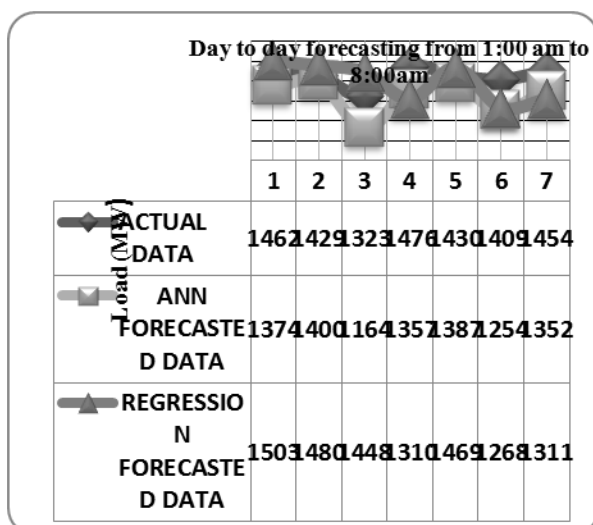 Day to day forecasting from 1:00 am to
8:00am
Load (MW)
1 2 3 4 5 6 7
ACTUAL
DATA
1462 1429 1323 1476 1430 1409 1454
ANN
FORECASTE
D DATA
1374 1400 1164 1357 1387 1254 1352
REGRESSIO
N
FORECASTE
D DATA
1503 1480 1448 1310 1469 1268 1311